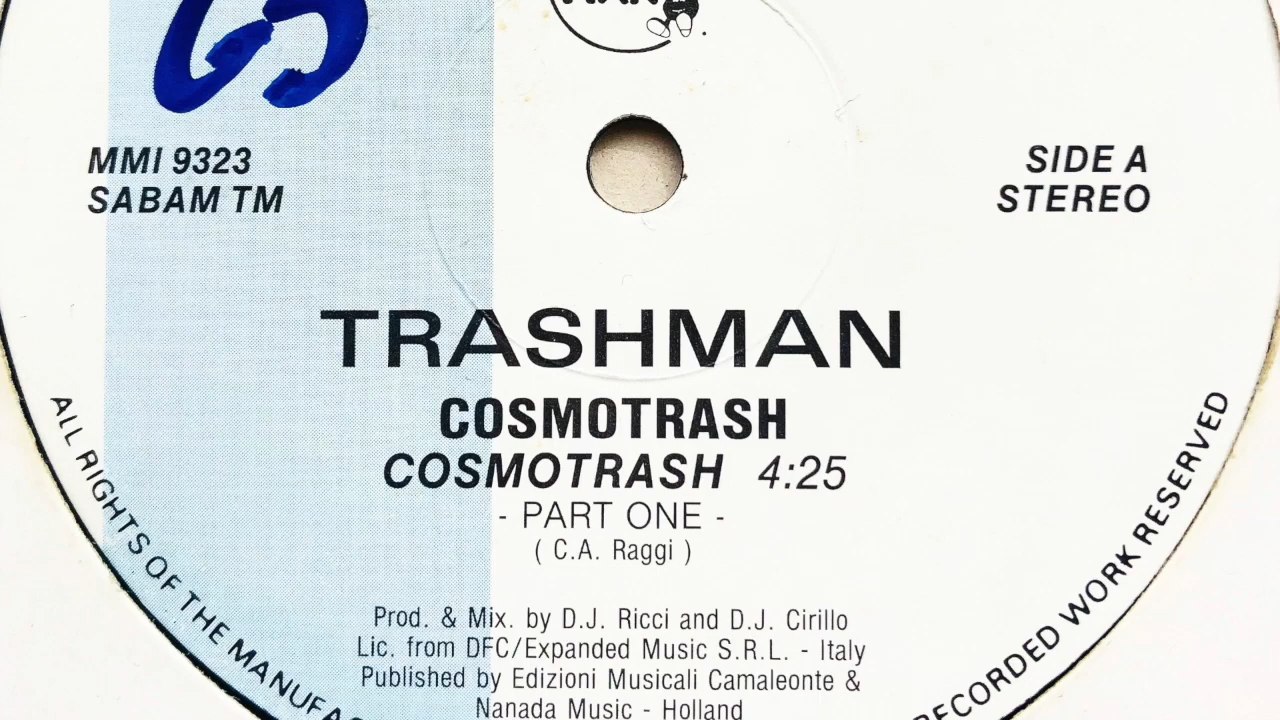 MMI 9323
SABAM TM
SIDE A
STEREO
TRASHMAN
COSMOTRASH
COSMOTRASH 4:25
- PART ONE -
( C.A. Raggi )
Prod. & Mix. by D.J. Ricci and D.J. Cirillo
Lic. from DFC/Expanded Music S.R.L. - Italy
Published by Edizioni Musicali Camaleonte &
Nanada Music - Holland
ALL RIGHTS OF THE
RECORDED WORK RESERVED